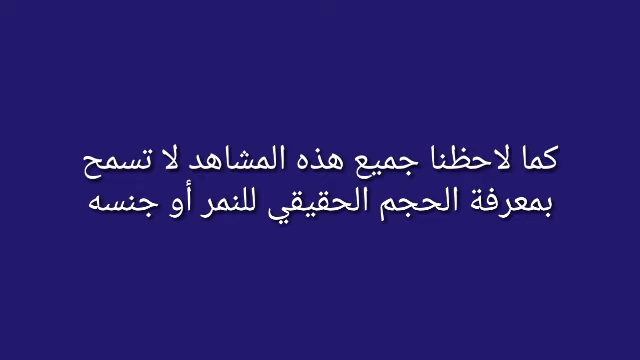 كما لاحظنا جميع هذه المشاهد لا تسمح
بمعرفة الحجم الحقيقي للنمر أو جنسه